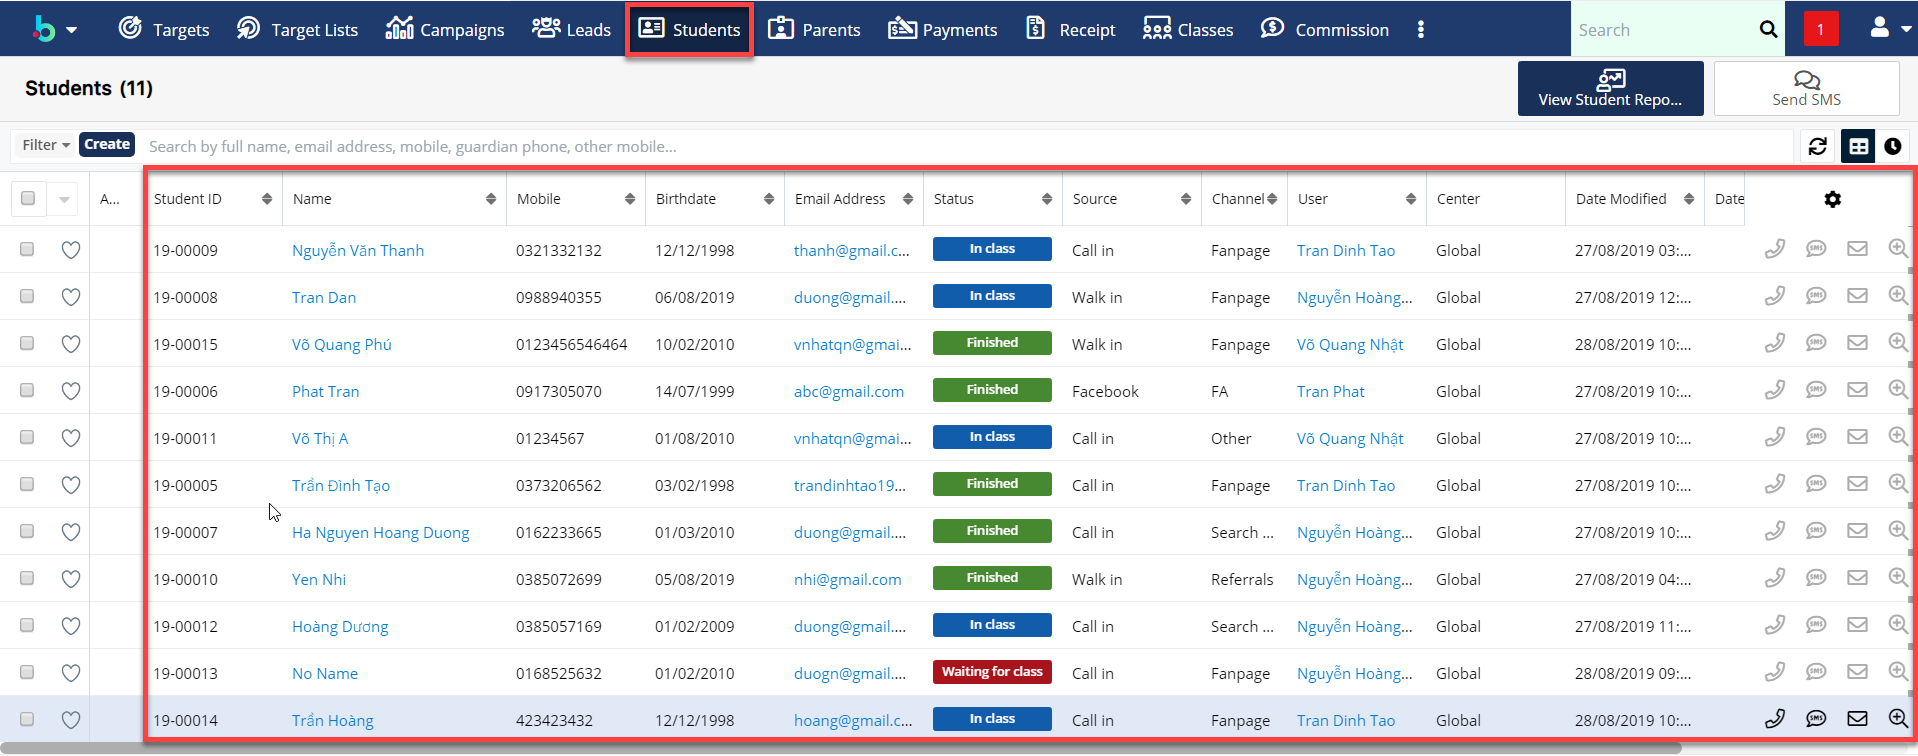 Targets Target Lists Campaigns Leads Students Parents Payments Receipt Classes Commission Search 1
Students (11)
View Student Repo... Send SMS
Filter Create Search by full name, email address, mobile, guardian phone, other mobile...
A... Student ID Name Mobile Birthdate Email Address Status Source Channel User Center Date Modified Date
19-00009 Nguyễn Văn Thanh 0321332132 12/12/1998 thanh@gmail.c... In class Call in Fanpage Tran Dinh Tao Global 27/08/2019 03:... SMS
19-00008 Tran Dan 0988940355 06/08/2019 duong@gmail.... In class Walk in Fanpage Nguyễn Hoàng... Global 27/08/2019 12:... SMS
19-00015 Võ Quang Phú 0123456546464 10/02/2010 vnhatqn@gmai... Finished Walk in Fanpage Võ Quang Nhật Global 28/08/2019 10:... SMS
19-00006 Phat Tran 0917305070 14/07/1999 abc@gmail.com Finished Facebook FA Tran Phat Global 27/08/2019 10:... SMS
19-00011 Võ Thị A 01234567 01/08/2010 vnhatqn@gmai... In class Call in Other Võ Quang Nhật Global 27/08/2019 10:... SMS
19-00005 Trần Đình Tạo 0373206562 03/02/1998 trandinhtao19... Finished Call in Fanpage Tran Dinh Tao Global 27/08/2019 10:... SMS
19-00007 Ha Nguyen Hoang Duong 0162233665 01/03/2010 duong@gmail.... Finished Call in Search ... Nguyễn Hoàng... Global 27/08/2019 10:... SMS
19-00010 Yen Nhi 0385072699 05/08/2019 nhi@gmail.com Finished Walk in Referrals Nguyễn Hoàng... Global 27/08/2019 04:... SMS
19-00012 Hoàng Dương 0385057169 01/02/2009 duong@gmail.... In class Call in Search ... Nguyễn Hoàng... Global 27/08/2019 11:... SMS
19-00013 No Name 0168525632 01/02/2010 duogn@gmail.... Waiting for class Call in Fanpage Nguyễn Hoàng... Global 28/08/2019 09:... SMS
19-00014 Trần Hoàng 423423432 12/12/1998 hoang@gmail.c... In class Call in Fanpage Tran Dinh Tao Global 28/08/2019 10:... SMS